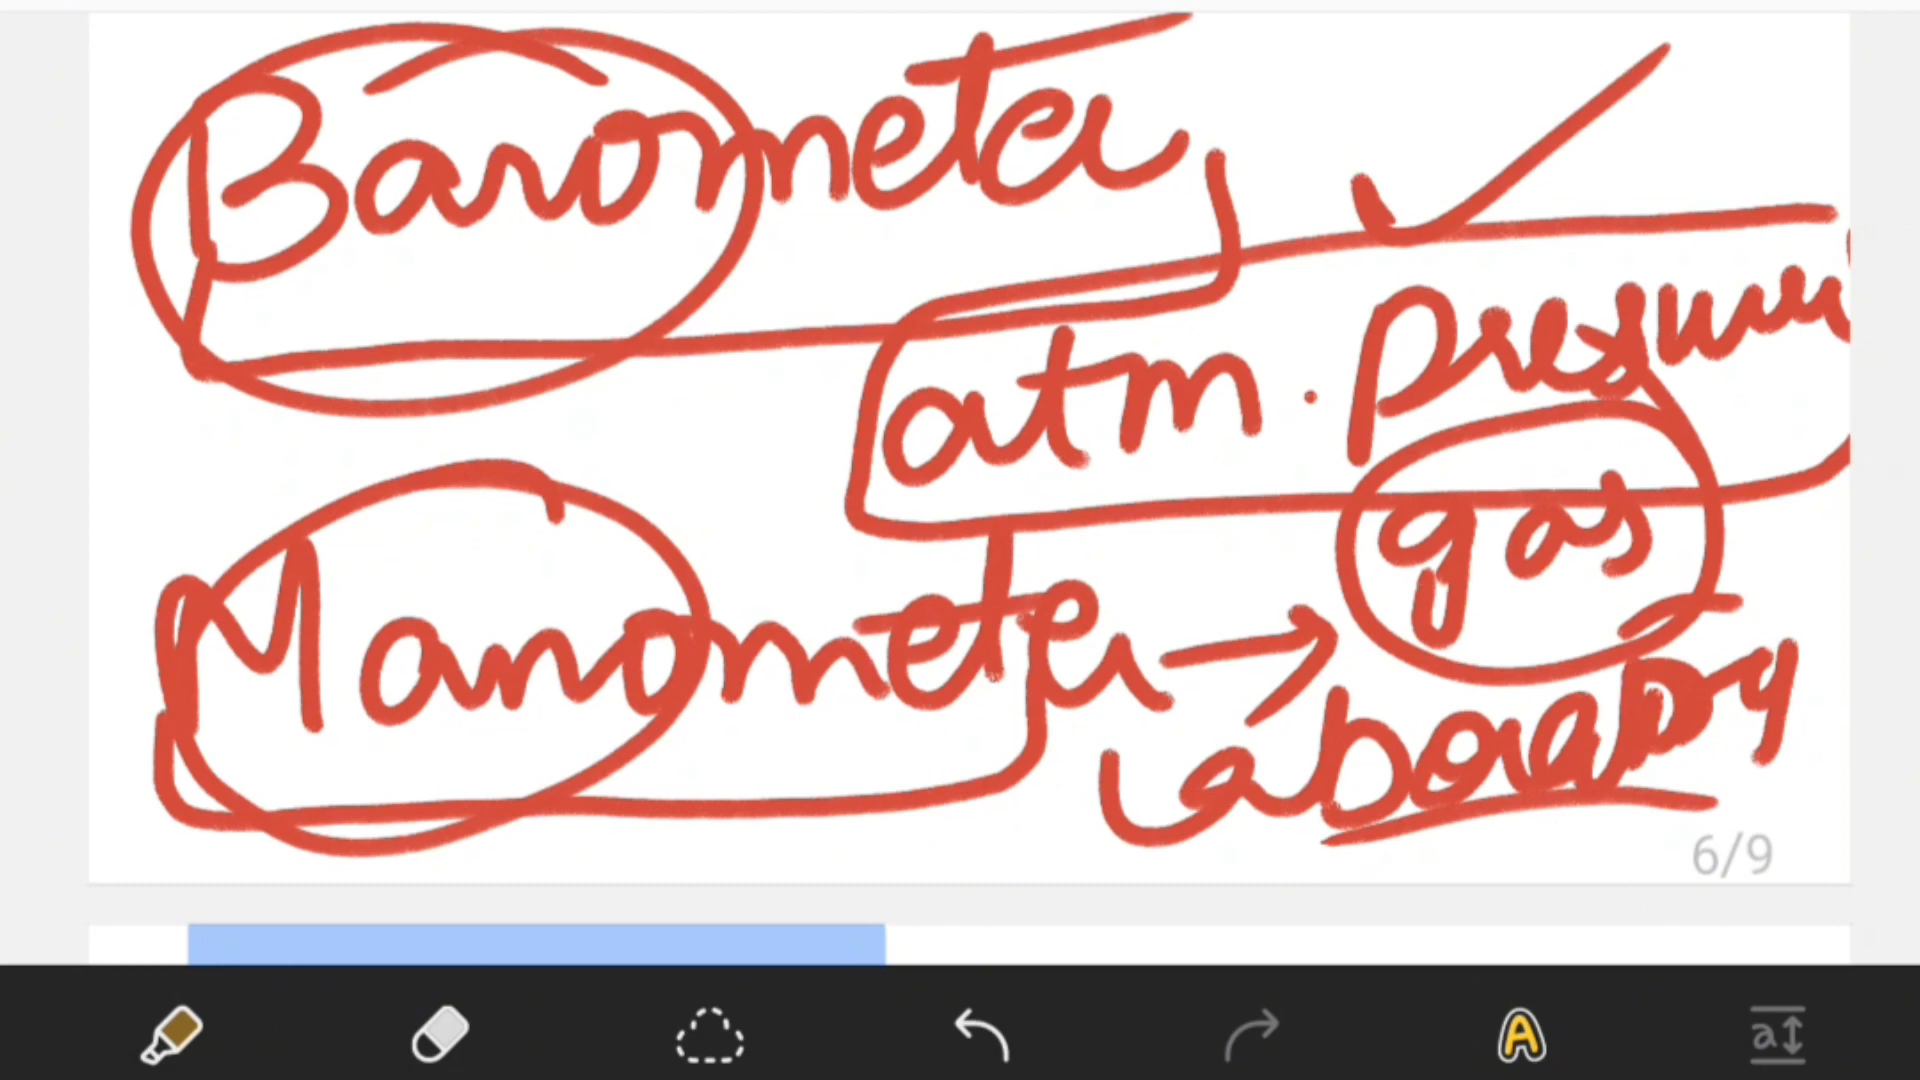 Barometer
atm. Pressure
gas
Manometer →
Laboratory
6/9
A
a